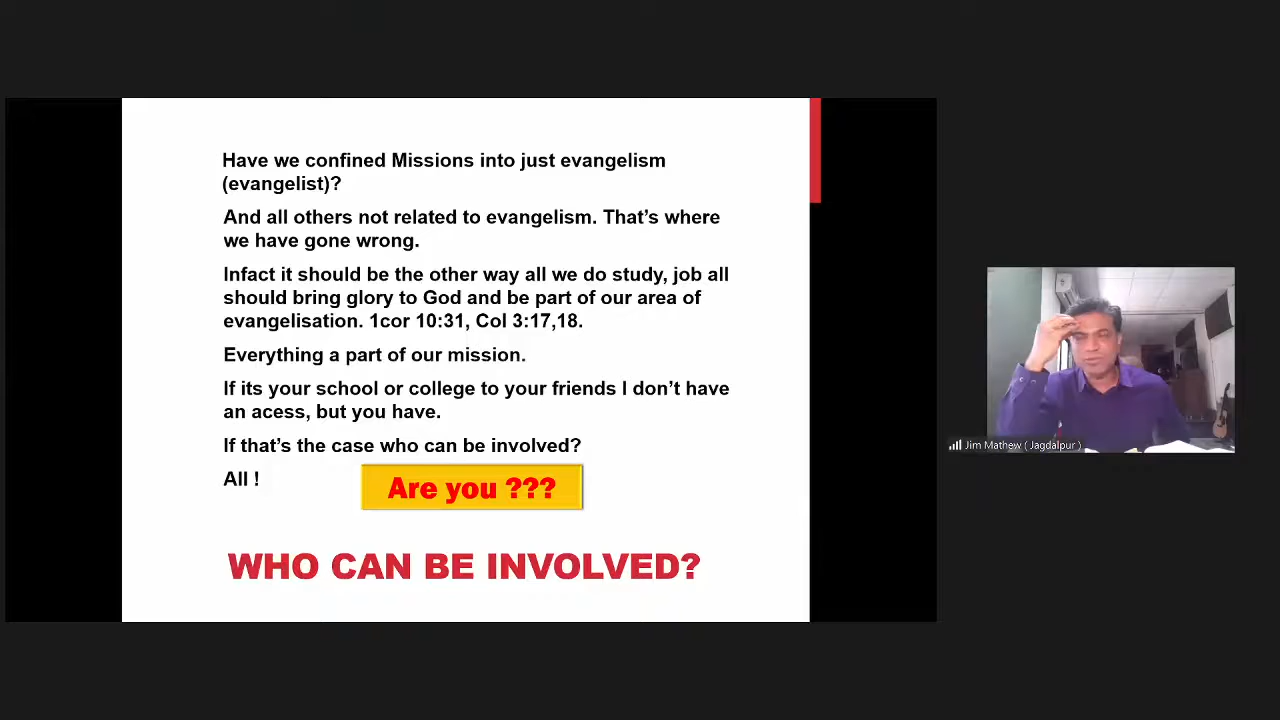 Have we confined Missions into just evangelism
(evangelist)?
And all others not related to evangelism. That's where
we have gone wrong.
Infact it should be the other way all we do study, job all
should bring glory to God and be part of our area of
evangelisation. 1cor 10:31, Col 3:17,18.
Everything a part of our mission.
If its your school or college to your friends I don't have
an acess, but you have.
If that's the case who can be involved?
All !
Are you ???
WHO CAN BE INVOLVED?
Jim Mathew ( Jagdalpur )